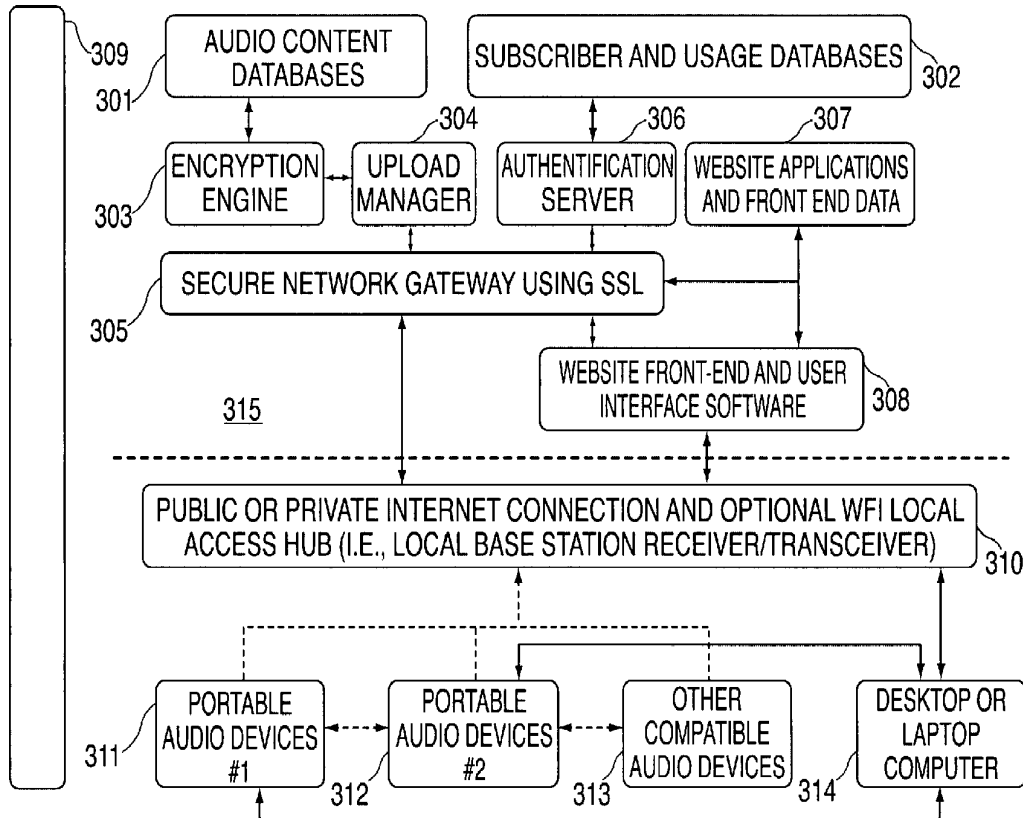 309
AUDIO CONTENT
DATABASES
301
SUBSCRIBER AND USAGE DATABASES
302
304
306
307
ENCRYPTION
ENGINE
303
UPLOAD
MANAGER
AUTHENTIFICATION
SERVER
WEBSITE APPLICATIONS
AND FRONT END DATA
SECURE NETWORK GATEWAY USING SSL
305
WEBSITE FRONT-END AND USER
INTERFACE SOFTWARE
308
315
PUBLIC OR PRIVATE INTERNET CONNECTION AND OPTIONAL WFI LOCAL
ACCESS HUB (I.E., LOCAL BASE STATION RECEIVER/TRANSCEIVER)
310
PORTABLE
AUDIO DEVICES
#1
311
PORTABLE
AUDIO DEVICES
#2
312
OTHER
COMPATIBLE
AUDIO DEVICES
313
DESKTOP OR
LAPTOP
COMPUTER
314